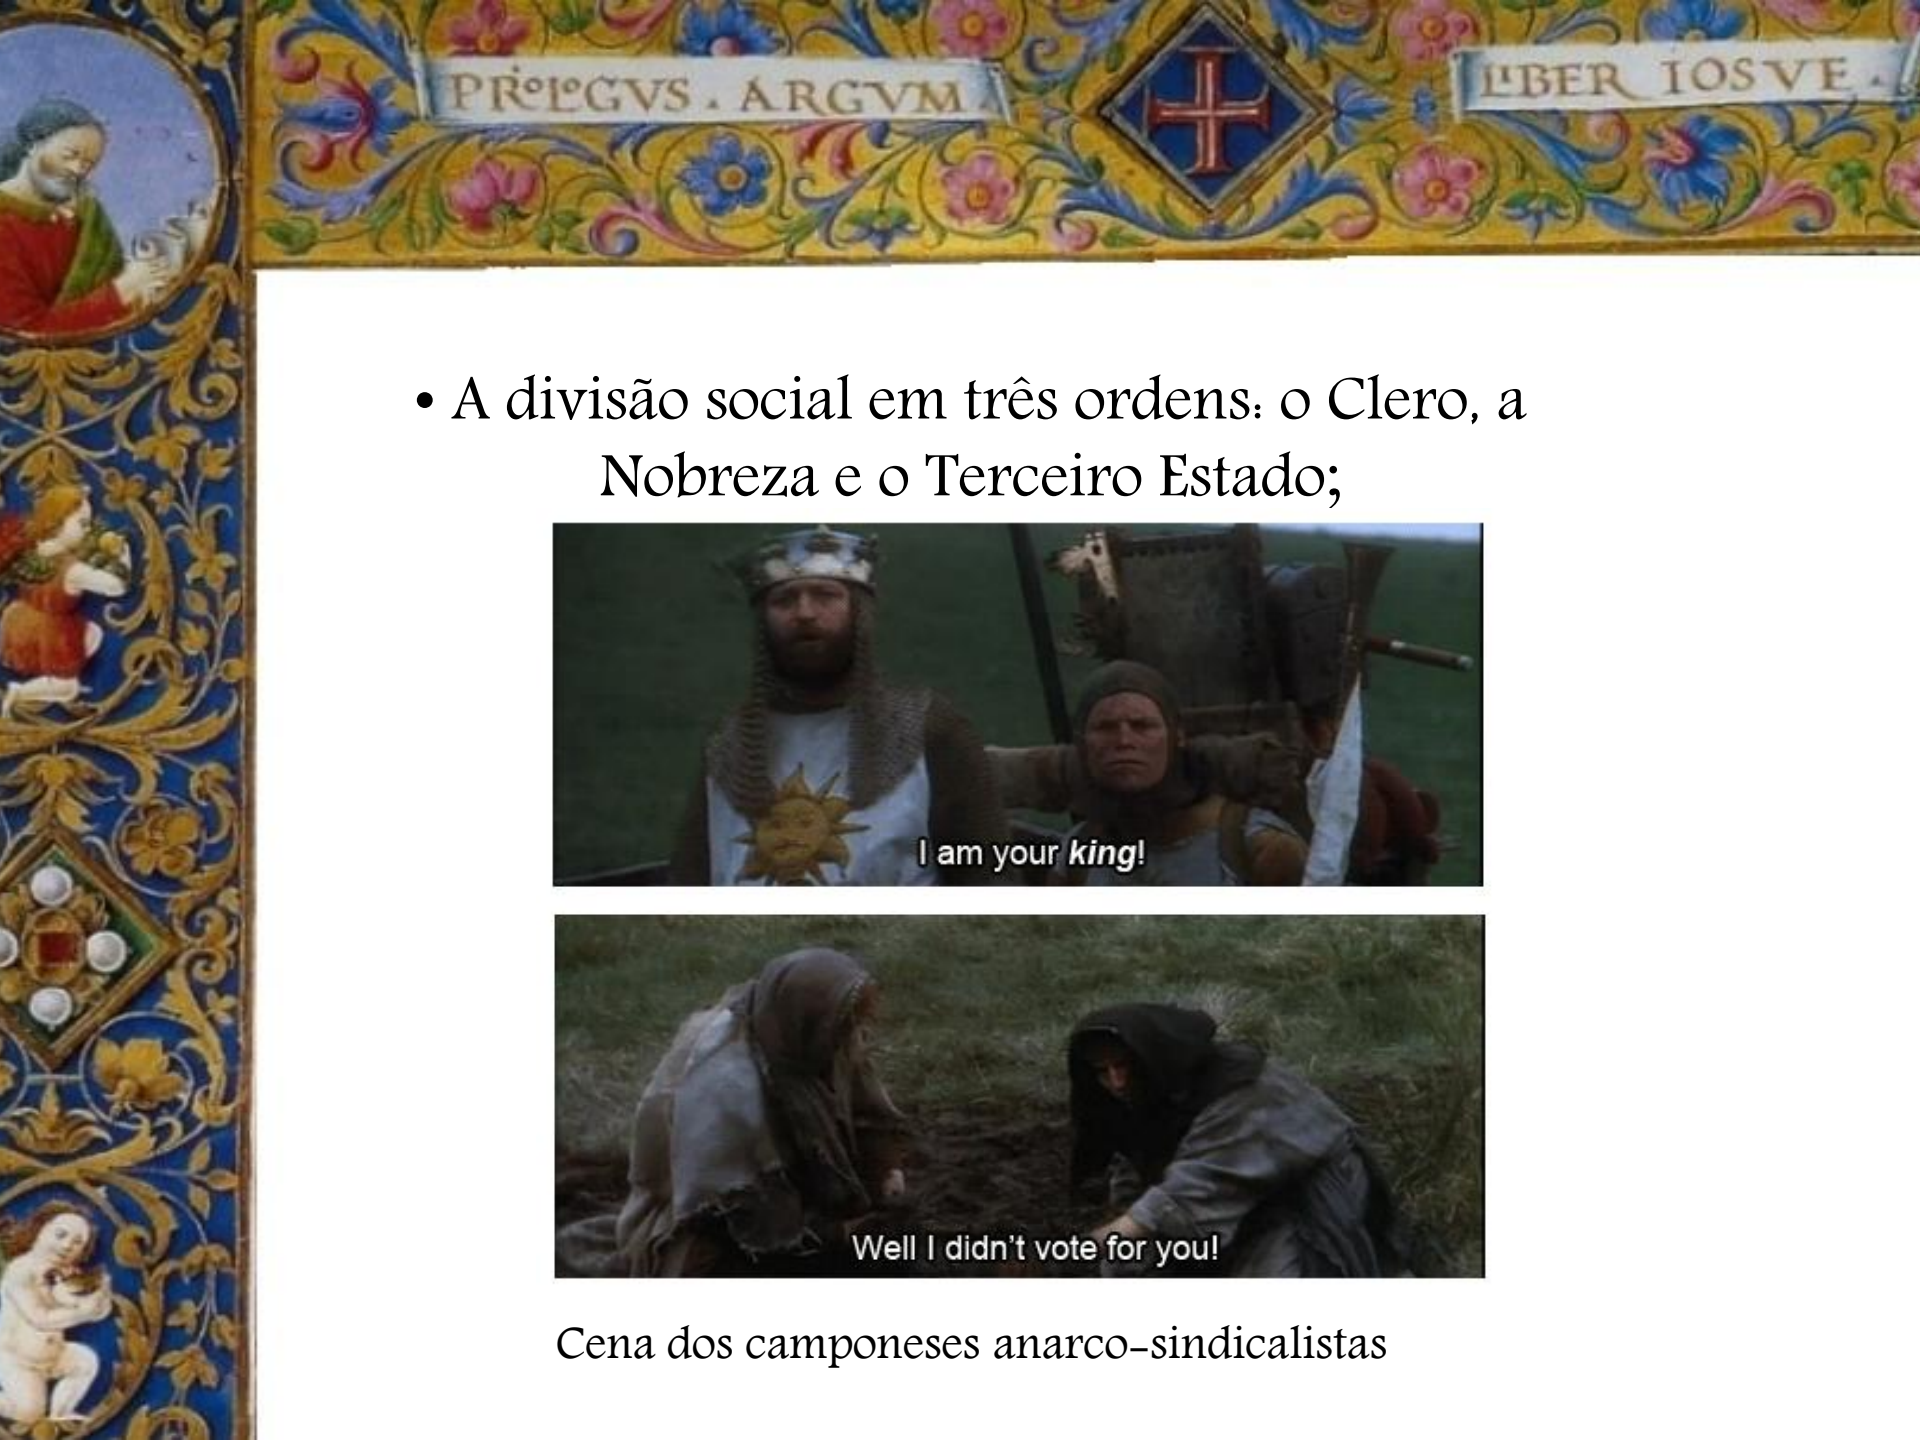 PROLOGVS . ARGVM
LIBER IOSVE .
• A divisão social em três ordens: o Clero, a
Nobreza e o Terceiro Estado;
I am your king!
Well I didn't vote for you!
Cena dos camponeses anarco-sindicalistas